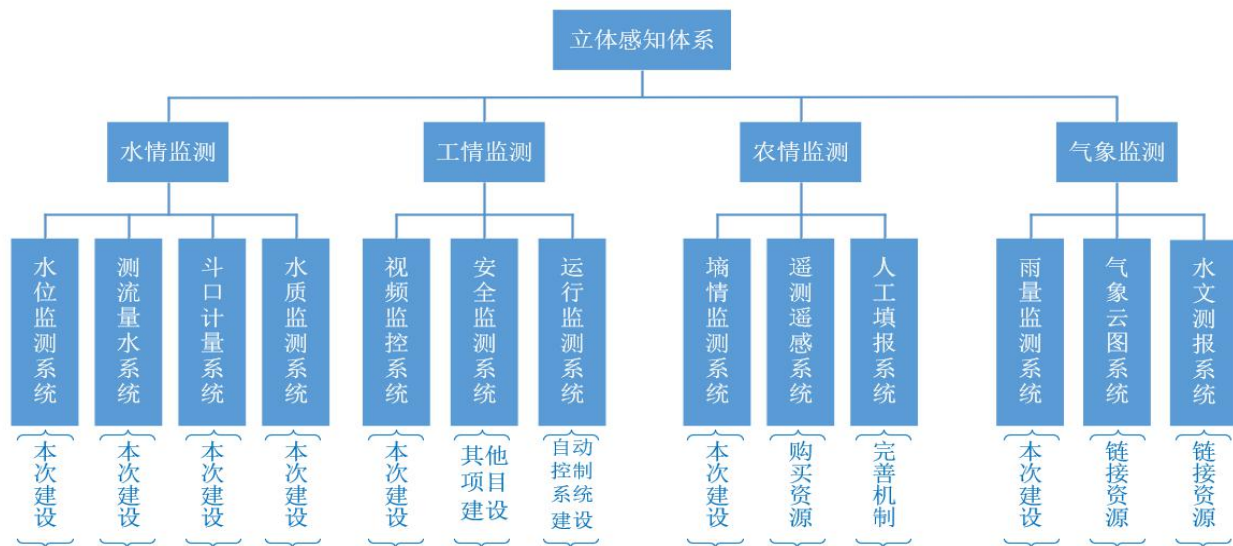 立体感知体系
水情监测
工情监测
农情监测
气象监测
水位监测系统
测流量水系统
斗口计量系统
水质监测系统
视频监控系统
安全监测系统
运行监测系统
墒情监测系统
遥测遥感系统
人工填报系统
雨量监测系统
气象云图系统
水文测报系统
本次建设
本次建设
本次建设
本次建设
本次建设
其他
项目
建设
自动
控制
系统
建设
本次建设
购买资源
完善机制
本次建设
链接资源
链接资源